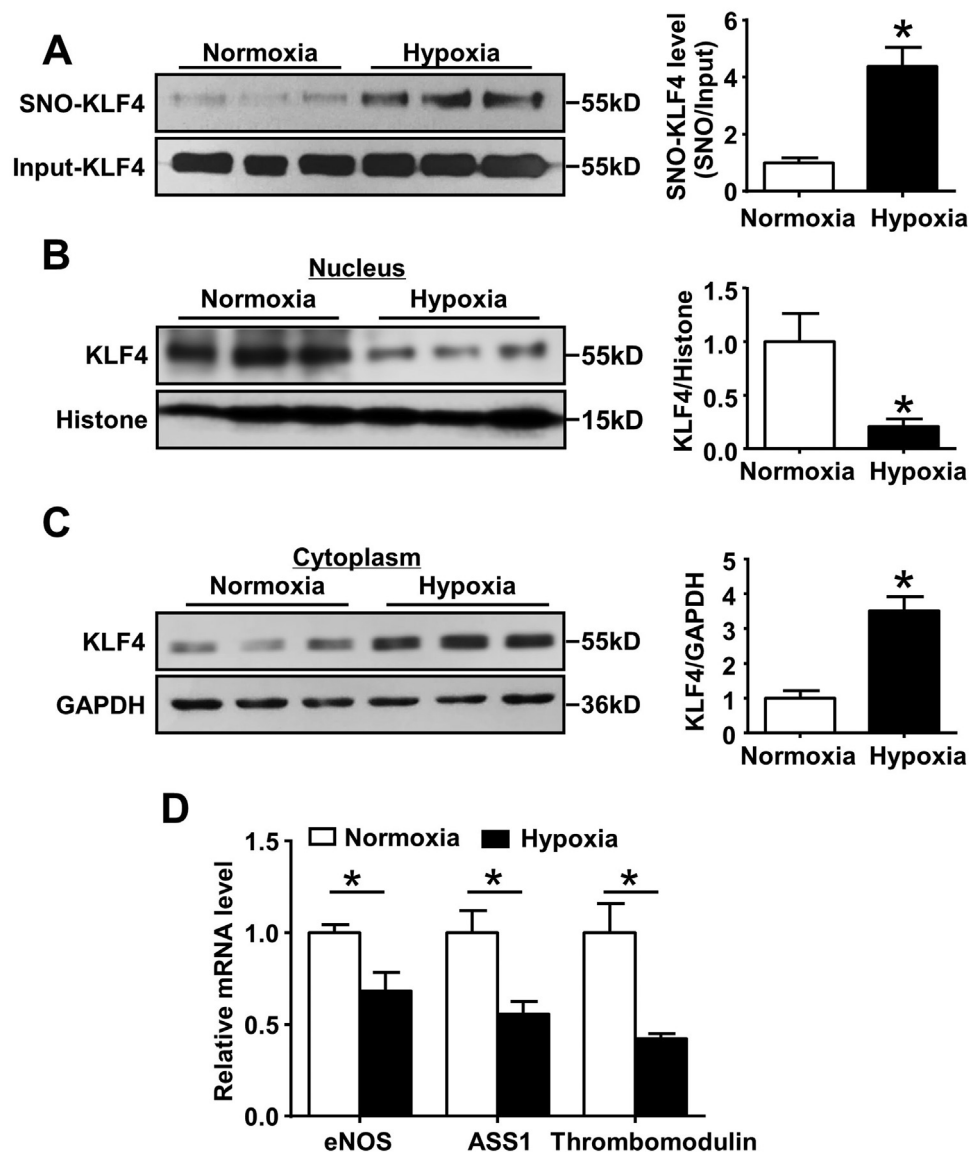 A
Normoxia Hypoxia
SNO-KLF4
55kD
Input-KLF4
55kD
SNO-KLF4 level
(SNO/Input)
6
4
2
0
*
Normoxia Hypoxia
B
Nucleus
Normoxia Hypoxia
KLF4
55kD
Histone
15kD
KLF4/Histone
1.5
1.0
0.5
0.0
*
Normoxia Hypoxia
C
Cytoplasm
Normoxia Hypoxia
KLF4
55kD
GAPDH
36kD
KLF4/GAPDH
5
4
3
2
1
0
*
Normoxia Hypoxia
D
Normoxia Hypoxia
Relative mRNA level
1.5
1.0
0.5
0.0
* * *
eNOS ASS1 Thrombomodulin